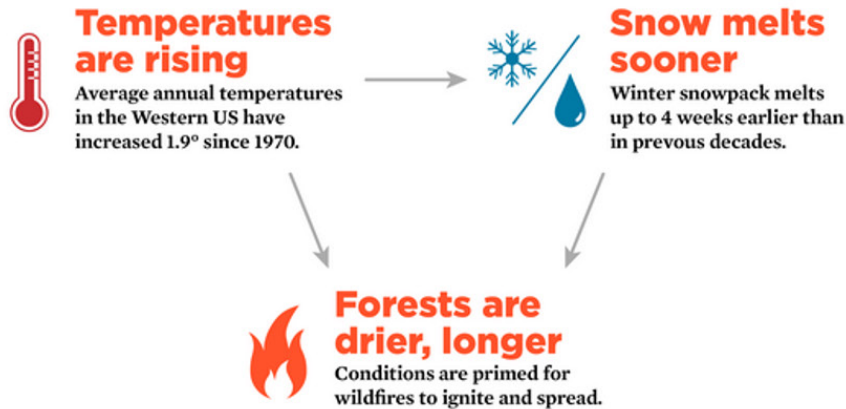 Temperatures
are rising
Average annual temperatures
in the Western US have
increased 1.9° since 1970.
Snow melts
sooner
Winter snowpack melts
up to 4 weeks earlier than
in prevous decades.
Forests are
drier, longer
Conditions are primed for
wildfires to ignite and spread.